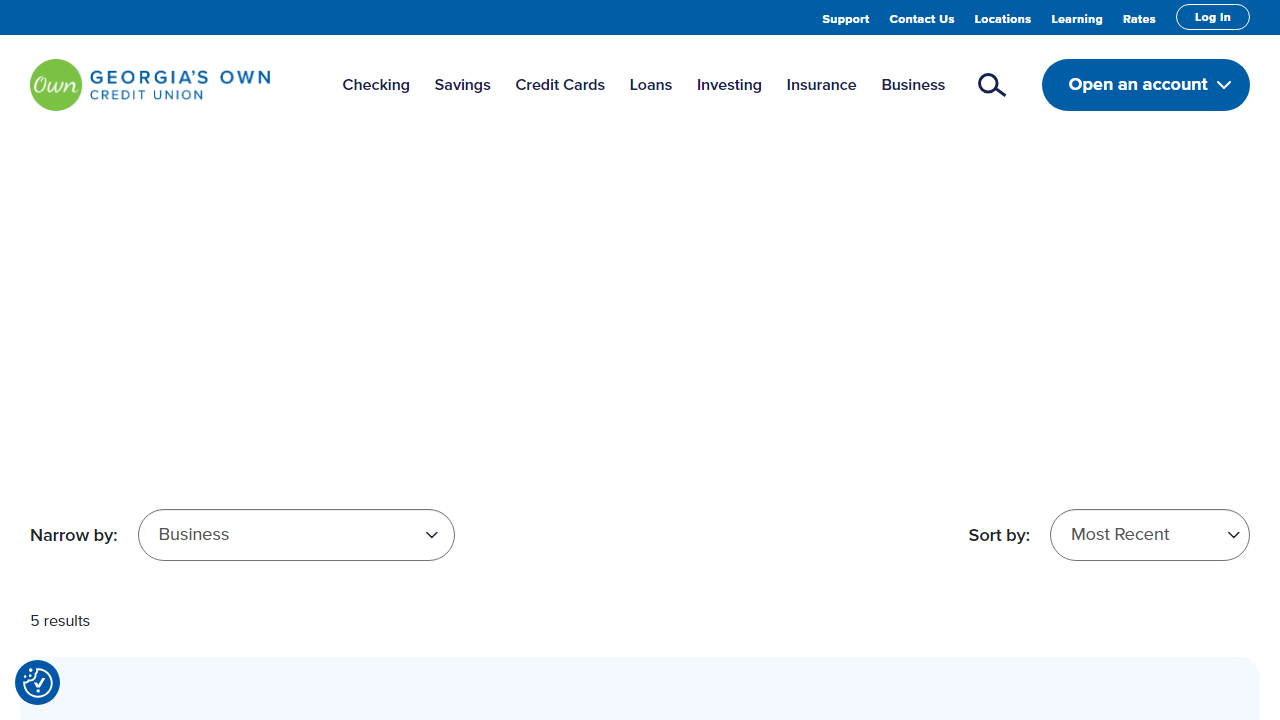 Support Contact Us Locations Learning Rates Log In
Own GEORGIA'S OWN
CREDIT UNION
Checking Savings Credit Cards Loans Investing Insurance Business
Open an account
Narrow by: Business
Sort by: Most Recent
5 results